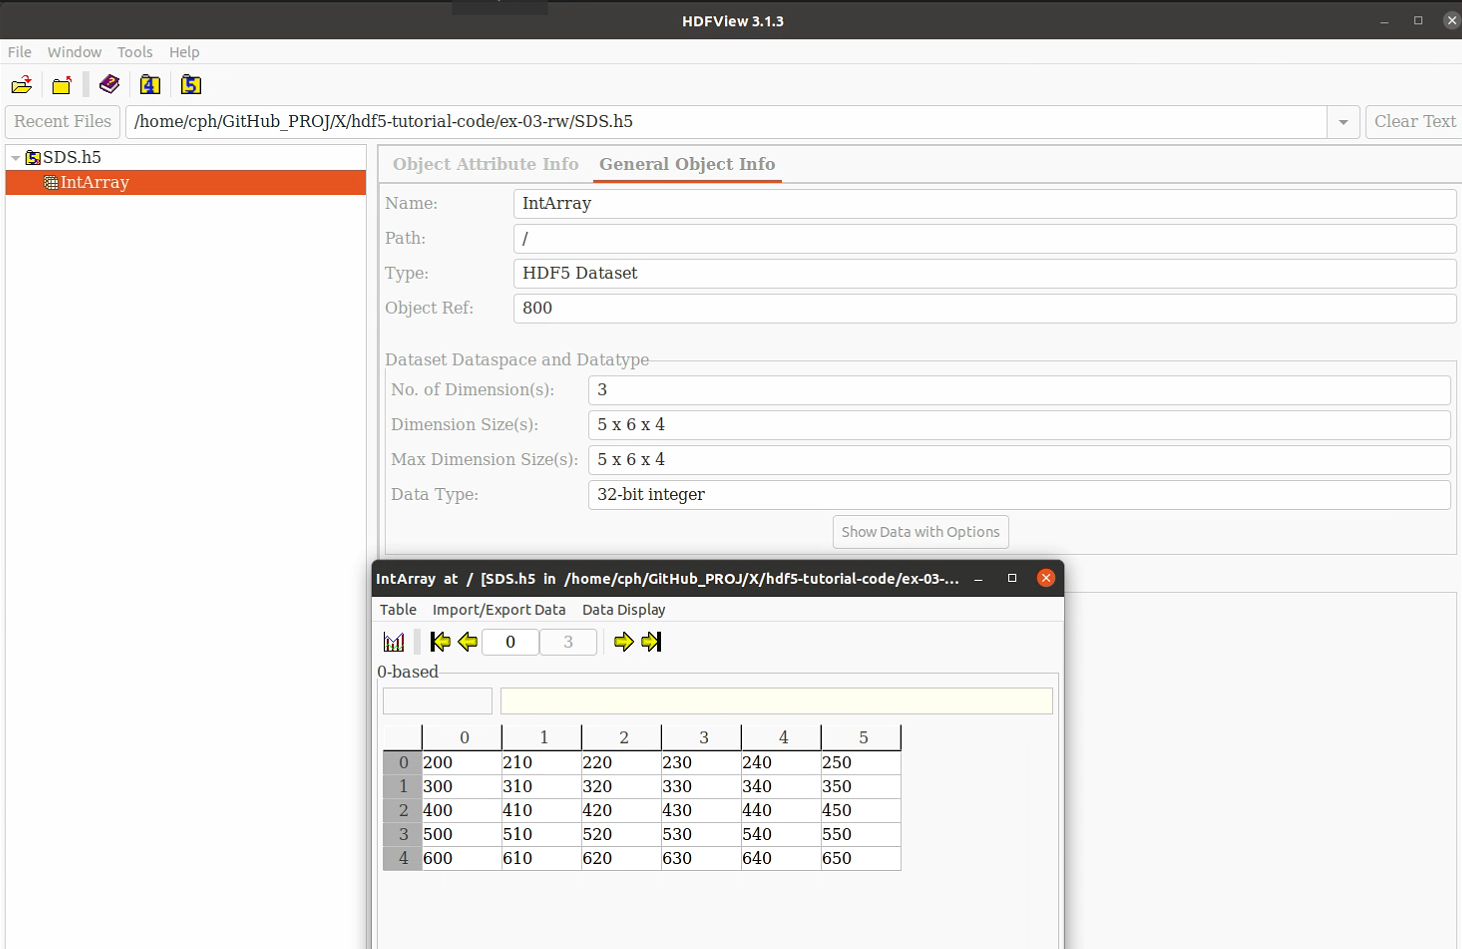 HDFView 3.1.3
File Window Tools Help
Recent Files /home/cph/GitHub_PROJ/X/hdf5-tutorial-code/ex-03-rw/SDS.h5 Clear Text
SDS.h5
IntArray
Object Attribute Info General Object Info
Name: IntArray
Path: /
Type: HDF5 Dataset
Object Ref: 800
Dataset Dataspace and Datatype
No. of Dimension(s): 3
Dimension Size(s): 5 x 6 x 4
Max Dimension Size(s): 5 x 6 x 4
Data Type: 32-bit integer
Show Data with Options
IntArray at / [SDS.h5 in /home/cph/GitHub_PROJ/X/hdf5-tutorial-code/ex-03-...
Table Import/Export Data Data Display
0 3
0-based
0 1 2 3 4 5
0 200 210 220 230 240 250
1 300 310 320 330 340 350
2 400 410 420 430 440 450
3 500 510 520 530 540 550
4 600 610 620 630 640 650